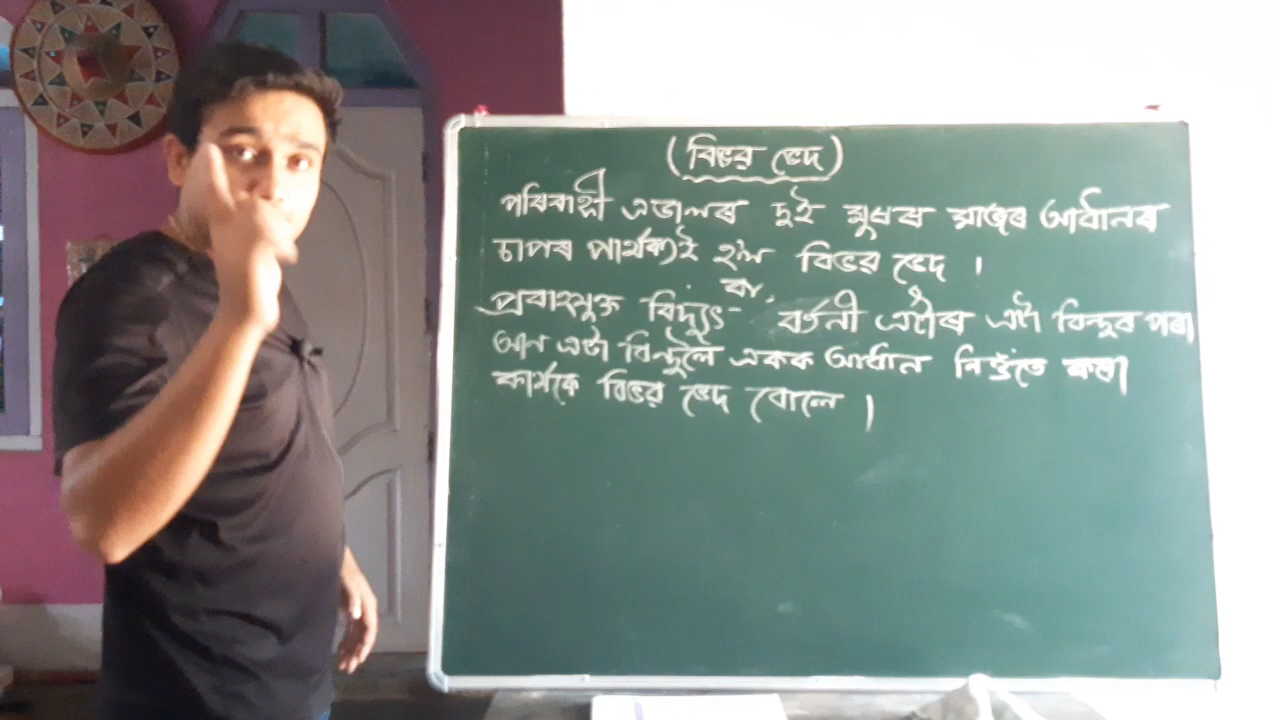 (বিভৱ ভেদ)
পৰিবাহী এডালৰ দুই মুৰৰ মাজৰ আধানৰ
চাপৰ পাৰ্থক্যই হ'ল বিভৱ ভেদ ।
বা,
প্ৰবাহযুক্ত বিদ্যুৎ বৰ্তনী এটাৰ এটা বিন্দুৰ পৰা
আন এটা বিন্দুলৈ একক আধান নিওঁতে কৰা
কাৰ্যকে বিভৱ ভেদ বোলে ।